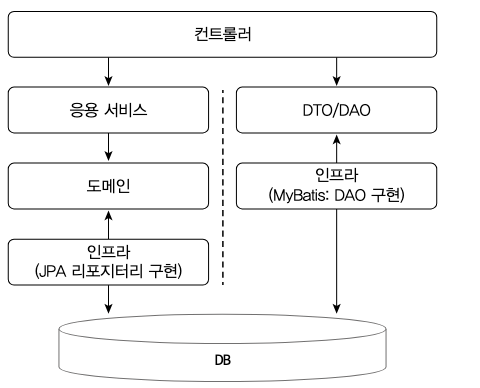 컨트롤러
응용 서비스
DTO/DAO
도메인
인프라
(MyBatis: DAO 구현)
인프라
(JPA 리포지터리 구현)
DB